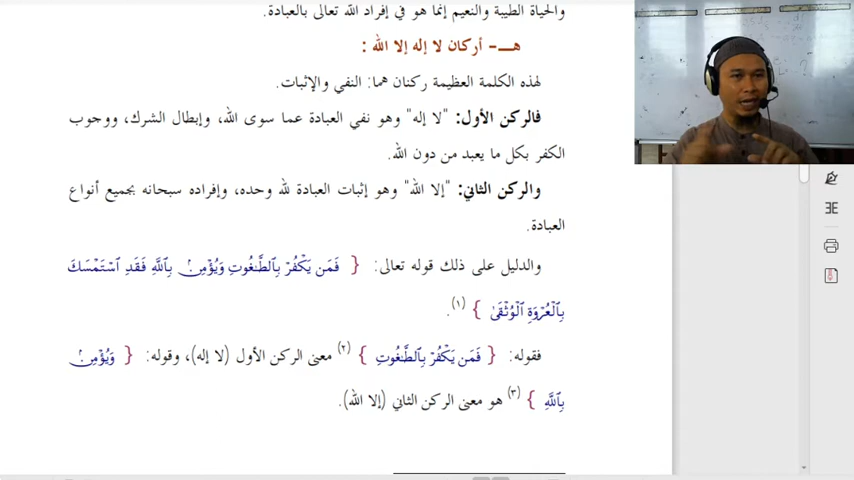 والحياة الطيبة والنعيم إنما هو في إفراد الله تعالى بالعبادة.
هـ – أركان لا إله إلا الله :
لهذه الكلمة العظيمة ركنان هما: النفي والإثبات.
فالركن الأول: "لا إله" وهو نفي العبادة عما سوى الله، وإبطال الشرك، ووجوب
الكفر بكل ما يعبد من دون الله.
والركن الثاني: "إلا الله" وهو إثبات العبادة لله وحده، وإفراده سبحانه بجميع أنواع
العبادة.
والدليل على ذلك قوله تعالى: { فَمَن يَكْفُرْ بِٱلطَّٰغُوتِ وَيُؤْمِنۢ بِٱللَّهِ فَقَدِ ٱسْتَمْسَكَ
بِٱلْعُرْوَةِ ٱلْوُثْقَىٰ } (١).
فقوله: { فَمَن يَكْفُرْ بِٱلطَّٰغُوتِ } (٢) معنى الركن الأول (لا إله)، وقوله: { وَيُؤْمِنۢ
بِٱللَّهِ } (٣) هو معنى الركن الثاني (إلا الله).